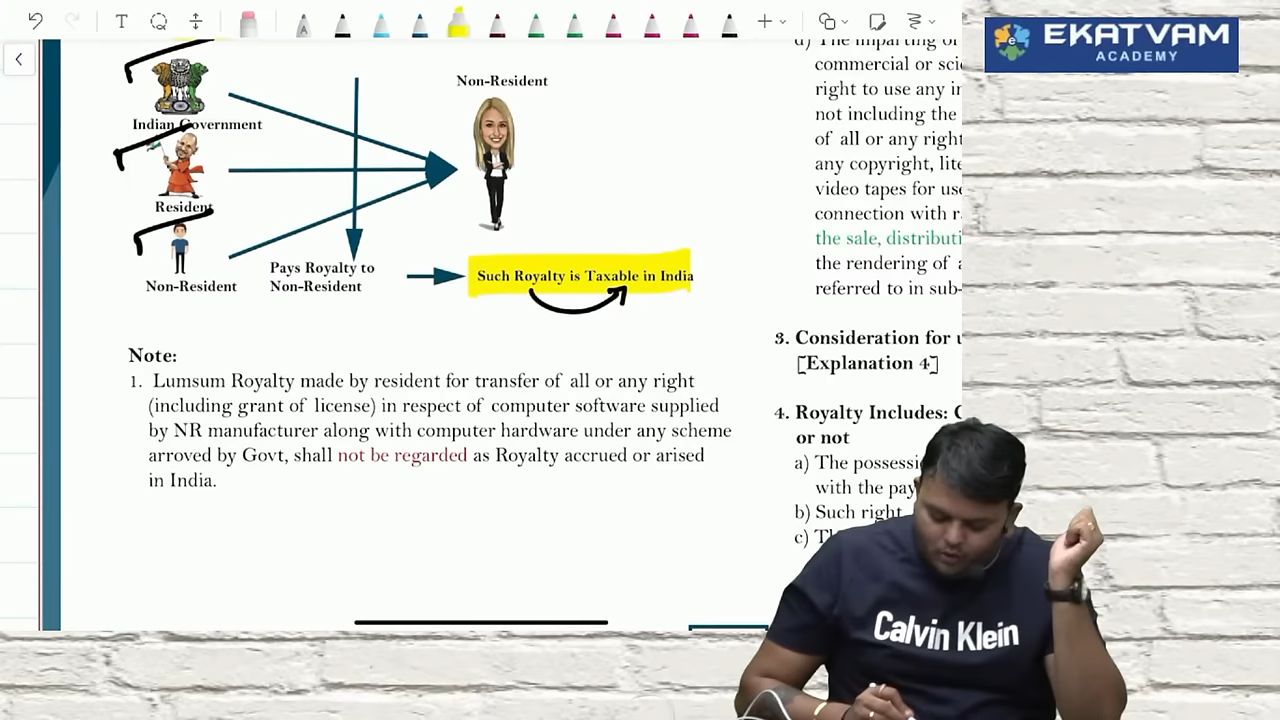 EKATVAM
ACADEMY
Non-Resident
Indian Government
Resident
Non-Resident
Pays Royalty to
Non-Resident
Such Royalty is Taxable in India
Note:
1. Lumsum Royalty made by resident for transfer of all or any right
(including grant of license) in respect of computer software supplied
by NR manufacturer along with computer hardware under any scheme
arroved by Govt, shall not be regarded as Royalty accrued or arised
in India.
d) The imparting of
commercial or sci
right to use any
not including the
of all or any right
any copyright,
video tapes for
connection with
the sale,
the rendering of
referred to in sub-
3. Consideration for
[Explanation 4]
4. Royalty Includes:
or not
a) The
with the pay
b) Such right
c)
Calvin Klein